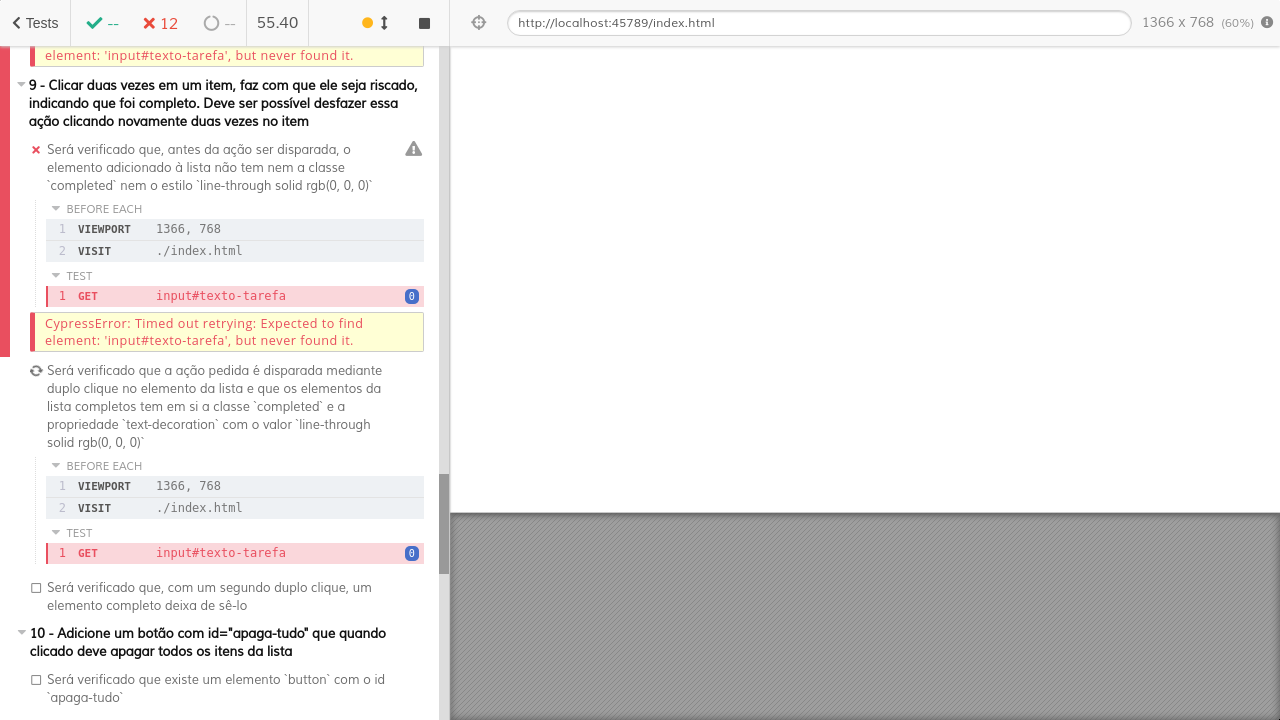 Tests
--
12
--
55.40
http://localhost:45789/index.html
1366 x 768 (60%)
element: 'input#texto-tarefa', but never found it.
9 - Clicar duas vezes em um item, faz com que ele seja riscado,
indicando que foi completo. Deve ser possível desfazer essa
ação clicando novamente duas vezes no item
Será verificado que, antes da ação ser disparada, o
elemento adicionado à lista não tem nem a classe
`completed` nem o estilo `line-through solid rgb(0, 0, 0)`
BEFORE EACH
1 VIEWPORT 1366, 768
2 VISIT ./index.html
TEST
1 GET input#texto-tarefa 0
CypressError: Timed out retrying: Expected to find
element: 'input#texto-tarefa', but never found it.
Será verificado que a ação pedida é disparada mediante
duplo clique no elemento da lista e que os elementos da
lista completos tem em si a classe `completed` e a
propriedade `text-decoration` com o valor `line-through
solid rgb(0, 0, 0)`
BEFORE EACH
1 VIEWPORT 1366, 768
2 VISIT ./index.html
TEST
1 GET input#texto-tarefa 0
Será verificado que, com um segundo duplo clique, um
elemento completo deixa de sê-lo
10 - Adicione um botão com id="apaga-tudo" que quando
clicado deve apagar todos os itens da lista
Será verificado que existe um elemento `button` com o id
`apaga-tudo`